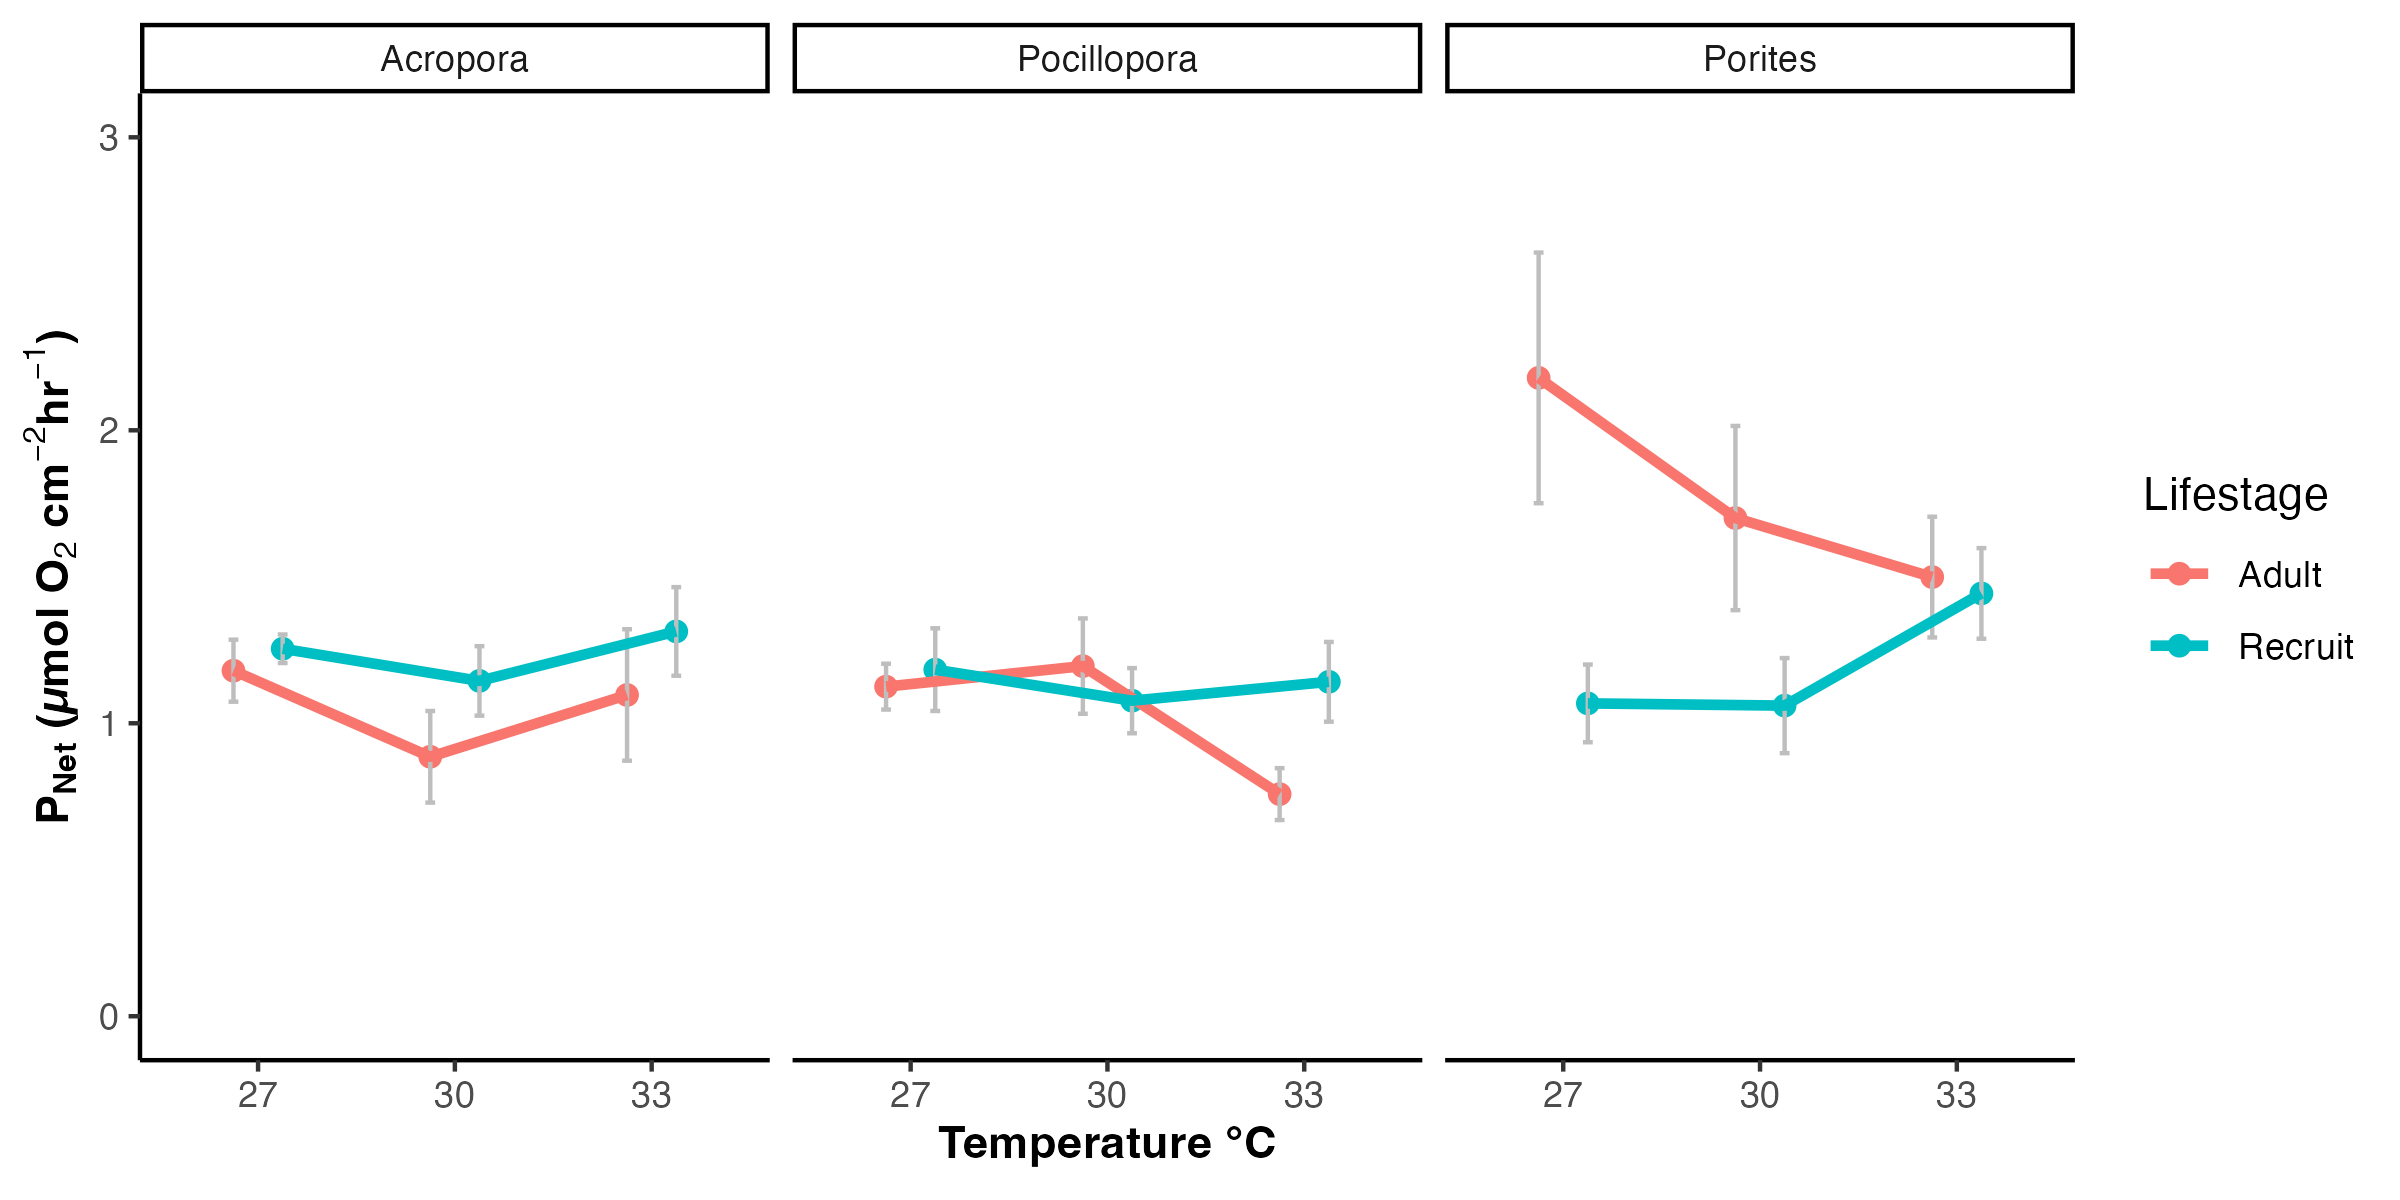 Acropora
Pocillopora
Porites
P_Net (µmol O₂ cm⁻²hr⁻¹)
3
2
1
0
27 30 33
27 30 33
27 30 33
Temperature °C
Lifestage
Adult
Recruit